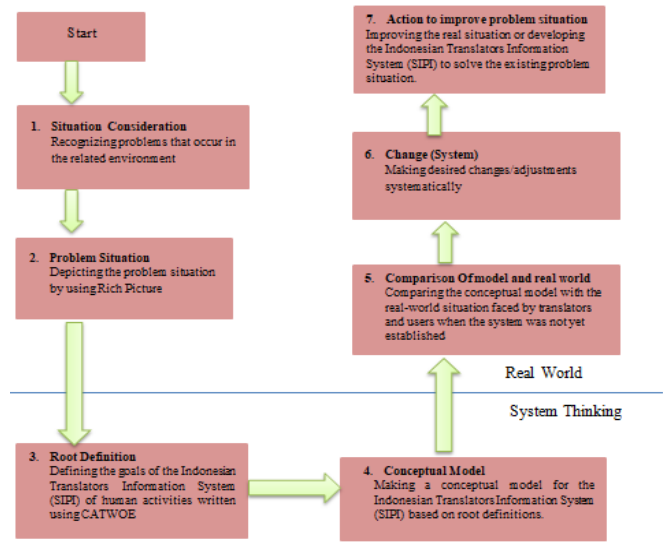 Start
1. Situation Consideration
Recognizing problems that occur in
the related environment
2. Problem Situation
Depicting the problem situation
by using Rich Picture
3. Root Definition
Defining the goals of the Indonesian
Translators Information System
(SIPI) of human activities written
using CATWOE
4. Conceptual Model
Making a conceptual model for the
Indonesian Translators Information System
(SIPI) based on root definitions.
5. Comparison Of model and real world
Comparing the conceptual model with the
real-world situation faced by translators
and users when the system was not yet
established
6. Change (System)
Making desired changes/adjustments
systematically
7. Action to improve problem situation
Improving the real situation or developing
the Indonesian Translators Information
System (SIPI) to solve the existing problem
situation.
Real World
System Thinking